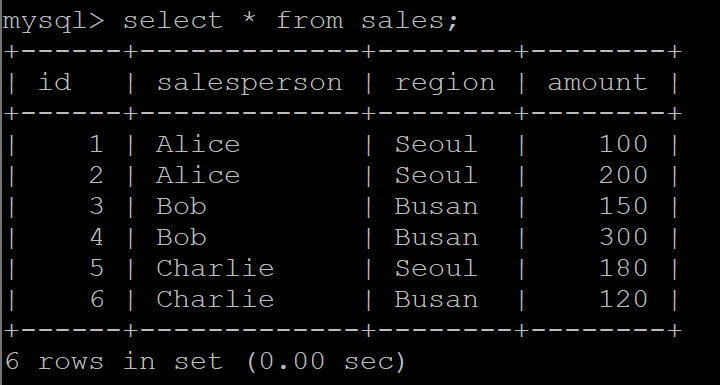 mysql> select * from sales;
+------+-------------+--------+--------+
| id   | salesperson | region | amount |
+------+-------------+--------+--------+
|    1 | Alice       | Seoul  |    100 |
|    2 | Alice       | Seoul  |    200 |
|    3 | Bob         | Busan  |    150 |
|    4 | Bob         | Busan  |    300 |
|    5 | Charlie     | Seoul  |    180 |
|    6 | Charlie     | Busan  |    120 |
+------+-------------+--------+--------+
6 rows in set (0.00 sec)